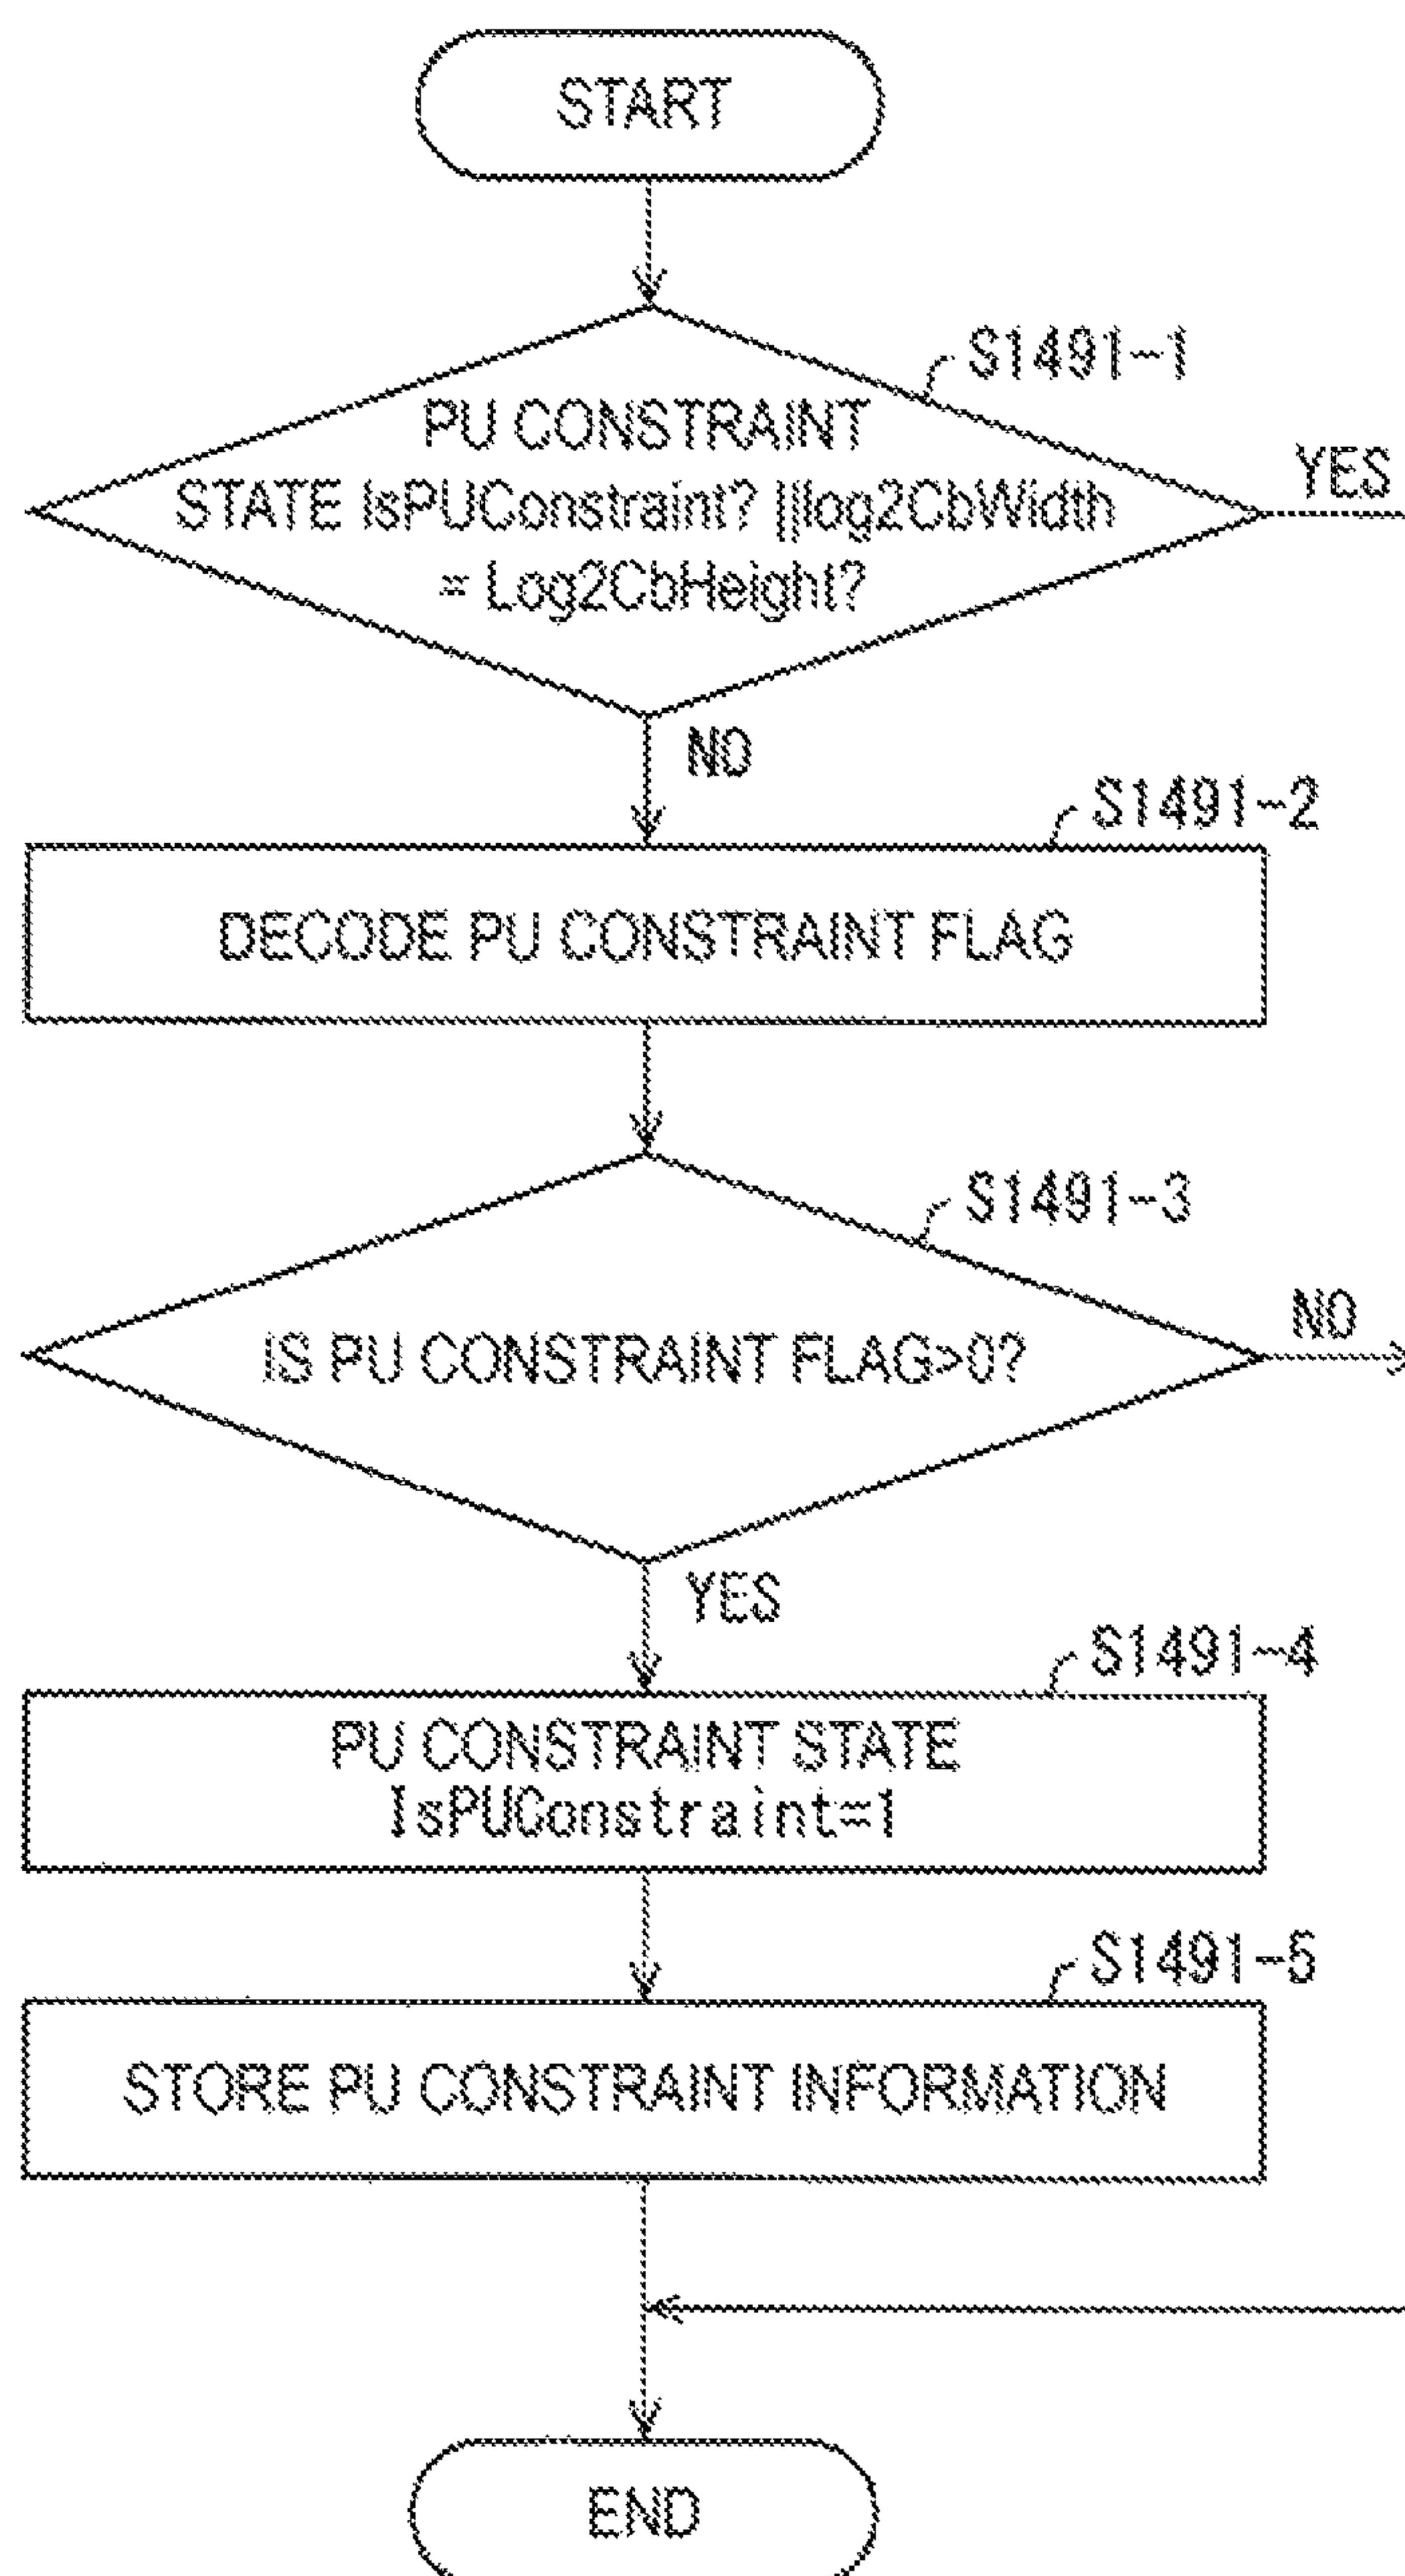 START
S1491-1
PU CONSTRAINT
STATE IsPUConstraint? ||log2CbWidth
= Log2CbHeight?
YES
NO
S1491-2
DECODE PU CONSTRAINT FLAG
S1491-3
IS PU CONSTRAINT FLAG>0?
NO
YES
S1491-4
PU CONSTRAINT STATE
IsPUConstraint=1
S1491-5
STORE PU CONSTRAINT INFORMATION
END